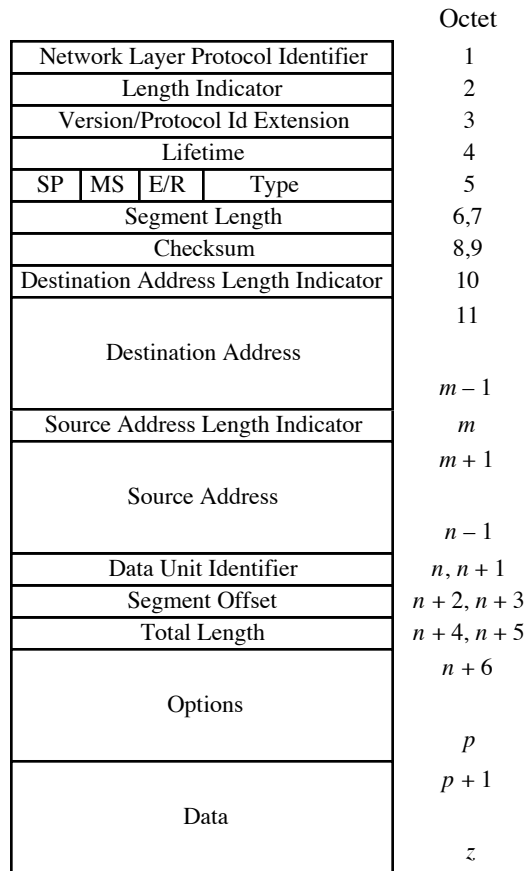 Octet
Network Layer Protocol Identifier 1
Length Indicator 2
Version/Protocol Id Extension 3
Lifetime 4
SP MS E/R Type 5
Segment Length 6,7
Checksum 8,9
Destination Address Length Indicator 10
11
Destination Address
m – 1
Source Address Length Indicator m
m + 1
Source Address
n – 1
Data Unit Identifier n, n + 1
Segment Offset n + 2, n + 3
Total Length n + 4, n + 5
n + 6
Options
p
p + 1
Data
z